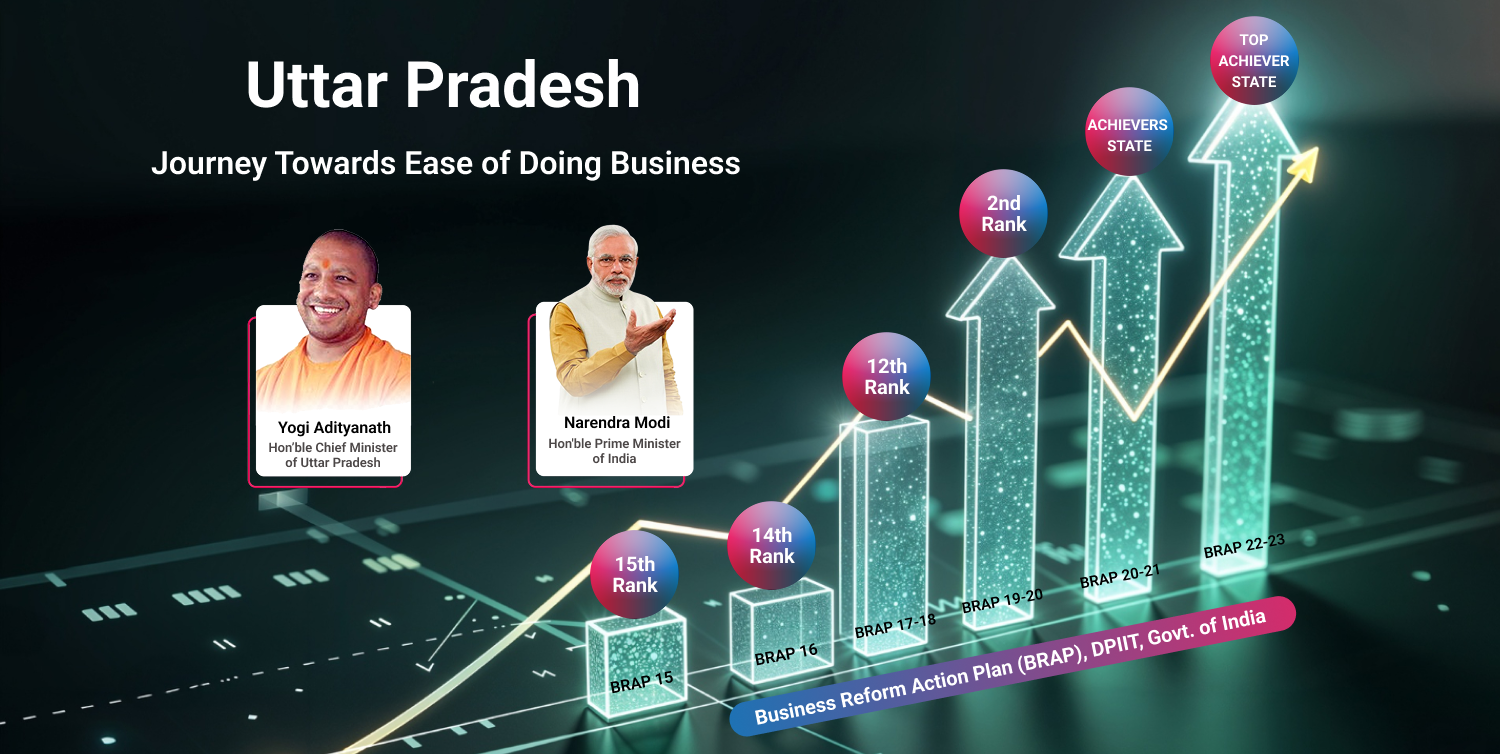 Uttar Pradesh
Journey Towards Ease of Doing Business
Yogi Adityanath
Hon'ble Chief Minister
of Uttar Pradesh
Narendra Modi
Hon'ble Prime Minister
of India
15th
Rank
14th
Rank
12th
Rank
2nd
Rank
ACHIEVERS
STATE
TOP
ACHIEVER
STATE
BRAP 15
BRAP 16
BRAP 17-18
BRAP 19-20
BRAP 20-21
BRAP 22-23
Business Reform Action Plan (BRAP), DPIIT, Govt. of India